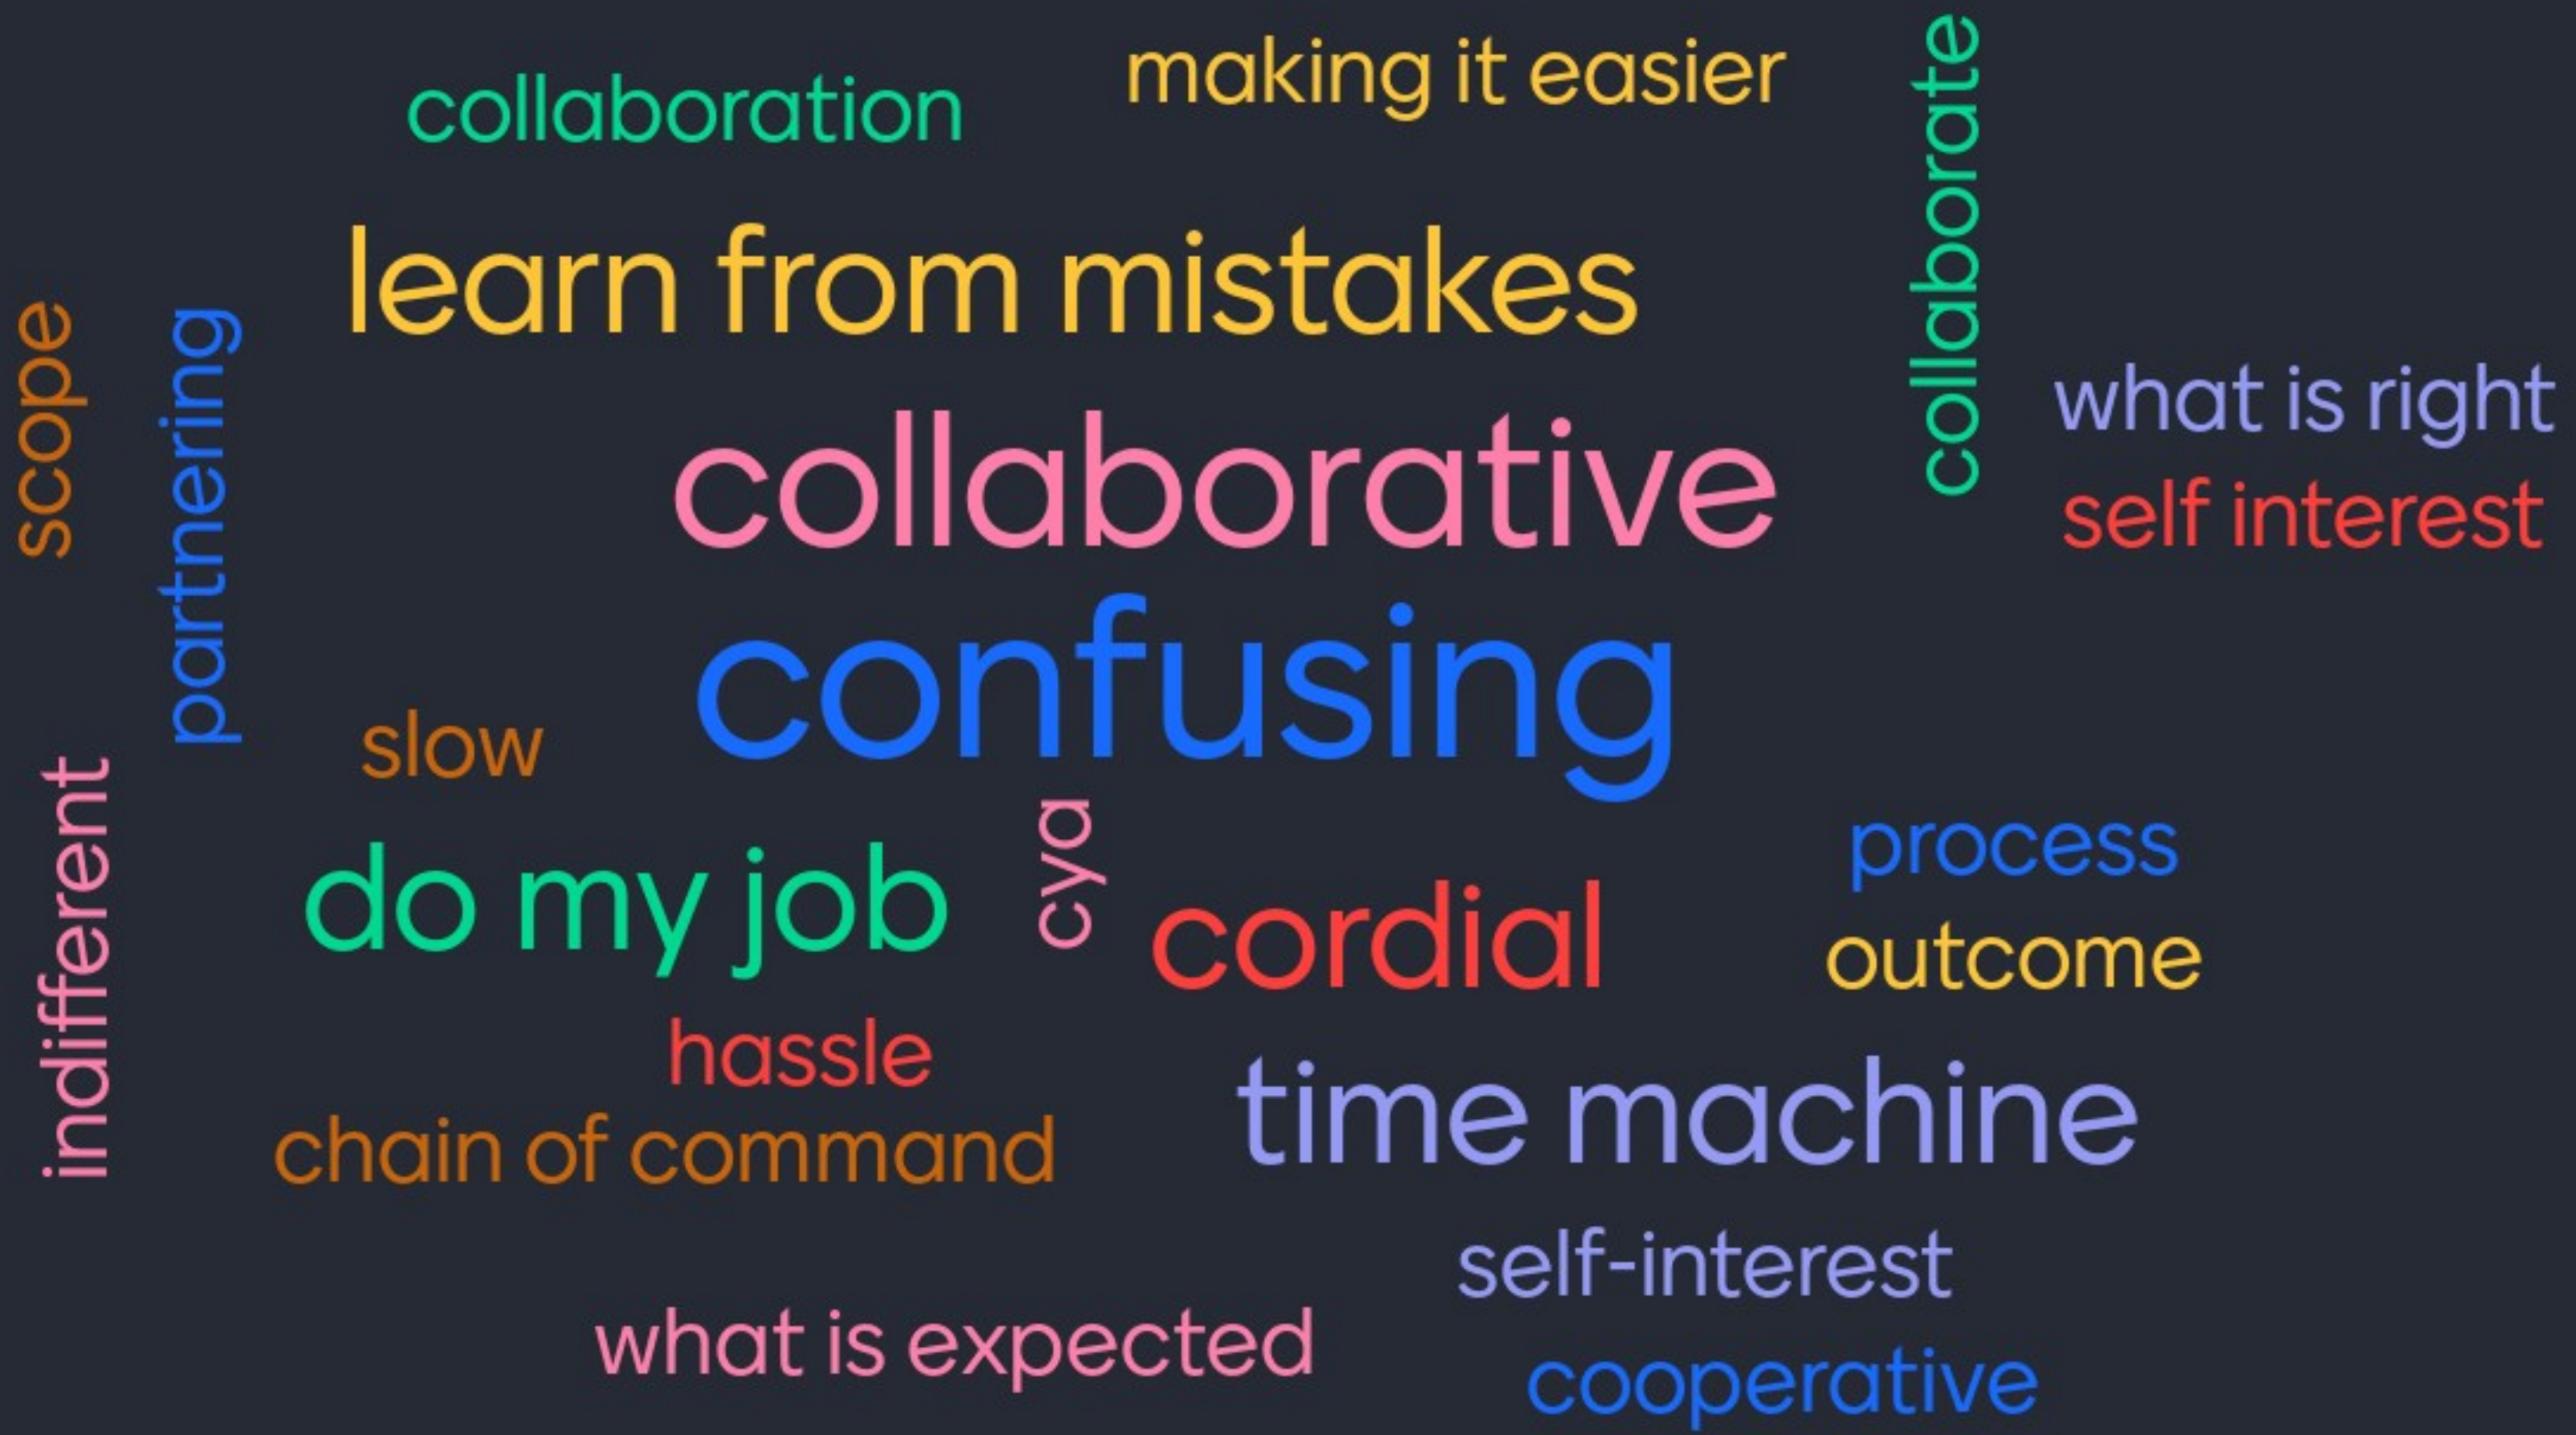 collaboration
making it easier
collaborate
learn from mistakes
scope
partnering
what is right
collaborative
self interest
confusing
slow
indifferent
cya
process
do my job
cordial
outcome
hassle
time machine
chain of command
self-interest
what is expected
cooperative